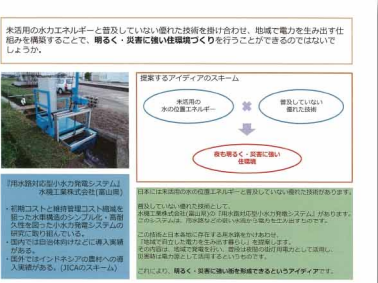 未活用の水力エネルギーと普及していない優れた技術を掛け合わせ、地域で電力を生み出す仕
組みを構築することで、明るく・災害に強い住環境づくりを行うことができるのではないで
しょうか。
提案するアイディアのスキーム
未活用の
水の位置エネルギー
普及していない
優れた技術
夜も明るく・災害に強い
住環境
『用水路対応型小水力発電システム』
水機工業株式会社(富山県)
・初期コストと維持管理コスト縮減を
狙った水車構造のシンプル化・高耐
久性を図った小水力発電システムの
研究に取り組んでいる。
・国内では自治体向けなどに導入実績
がある。
・国外ではインドネシアの農村への導
入実績がある。(JICAのスキーム)
日本には未活用の水の位置エネルギーと普及していない優れた技術があります。
普及していない優れた技術として、
水機工業株式会社(富山県)の『用水路対応型小水力発電システム』があります。
このシステムは、用水路などの緩い水流から電力を生み出すものです。
この技術と日本各地に存在する用水路をかけあわせ、
「地域で自立した電力を生み出す暮らし」を提案します。
その内容は、地域で発電を行い、普段は夜間の街灯用電力として活用し、
災害時は電力源として活用するというものです。
これにより、明るく・災害に強い街を形成できるというアイディアです。